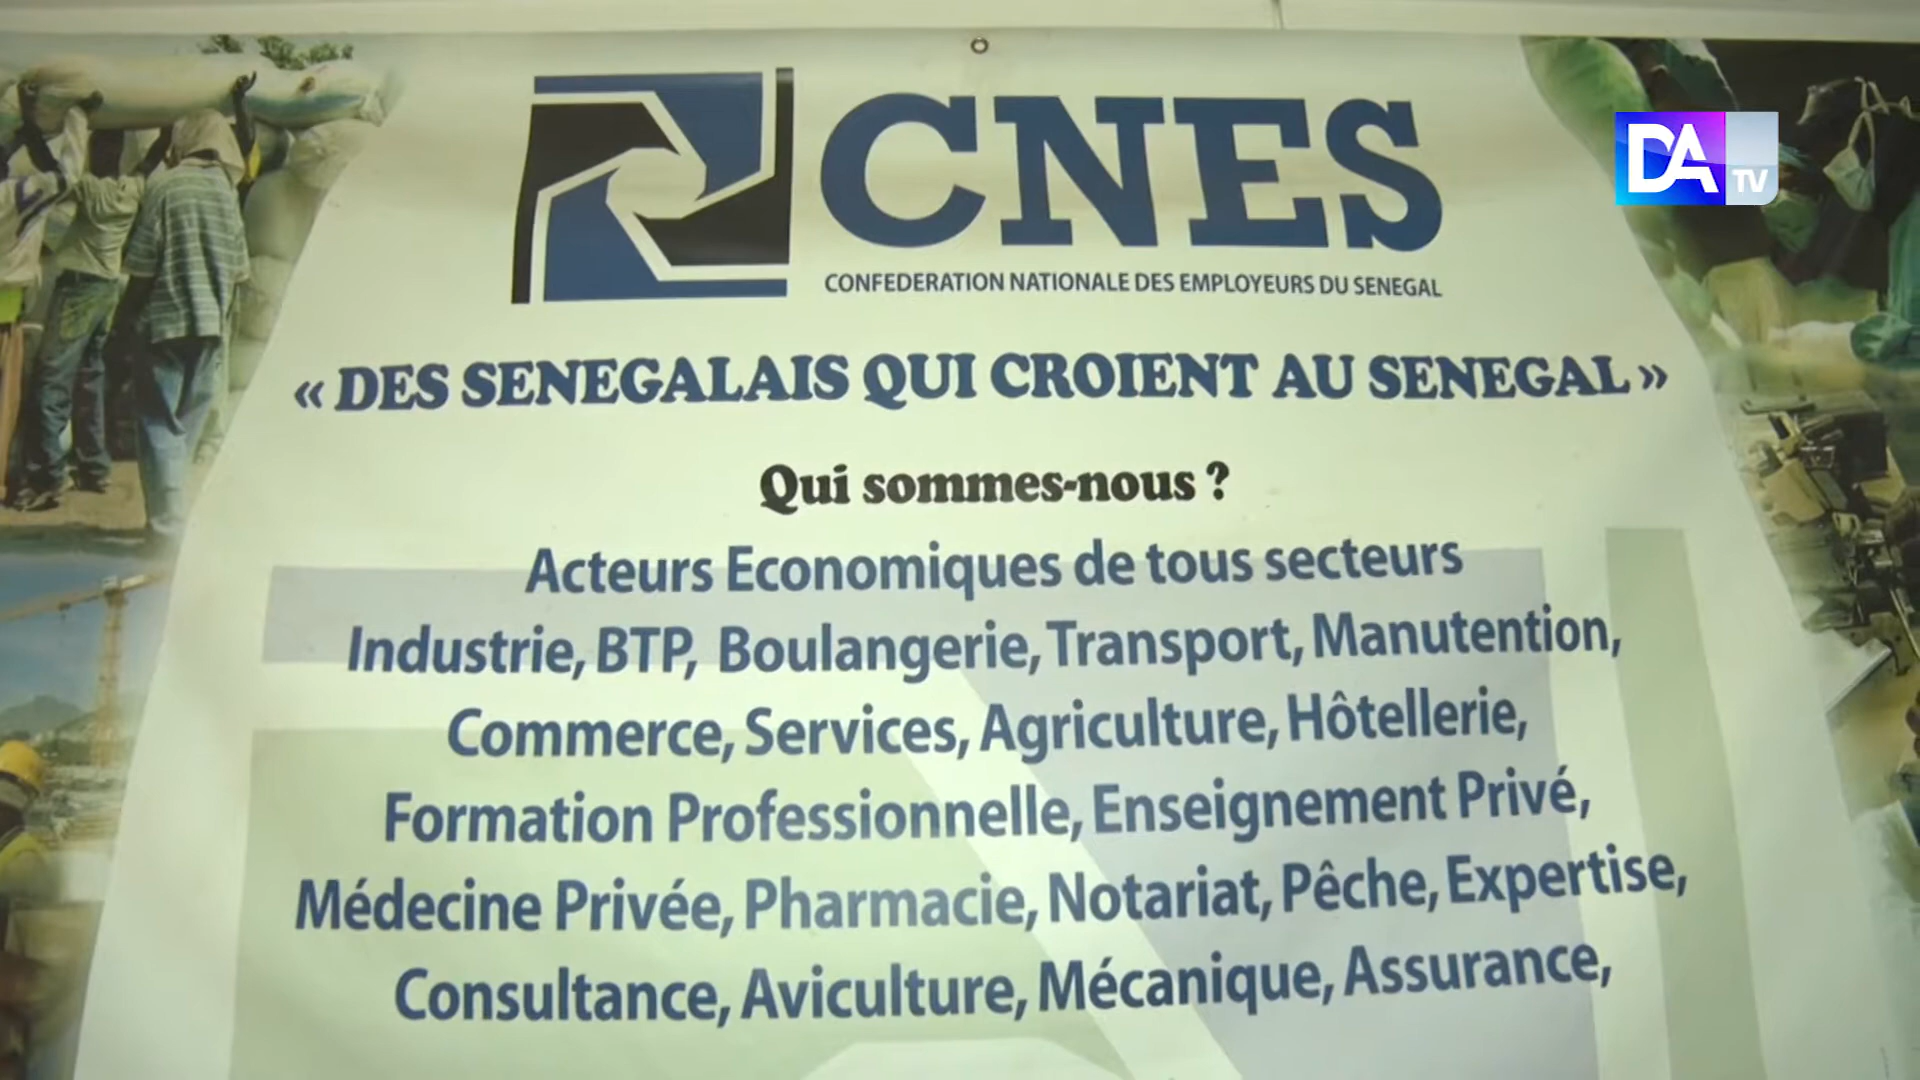 CNES
CONFEDERATION NATIONALE DES EMPLOYEURS DU SENEGAL
DA TV
« DES SENEGALAIS QUI CROIENT AU SENEGAL »
Qui sommes-nous ?
Acteurs Economiques de tous secteurs
Industrie, BTP, Boulangerie, Transport, Manutention,
Commerce, Services, Agriculture, Hôtellerie,
Formation Professionnelle, Enseignement Privé,
Médecine Privée, Pharmacie, Notariat, Pêche, Expertise,
Consultance, Aviculture, Mécanique, Assurance,